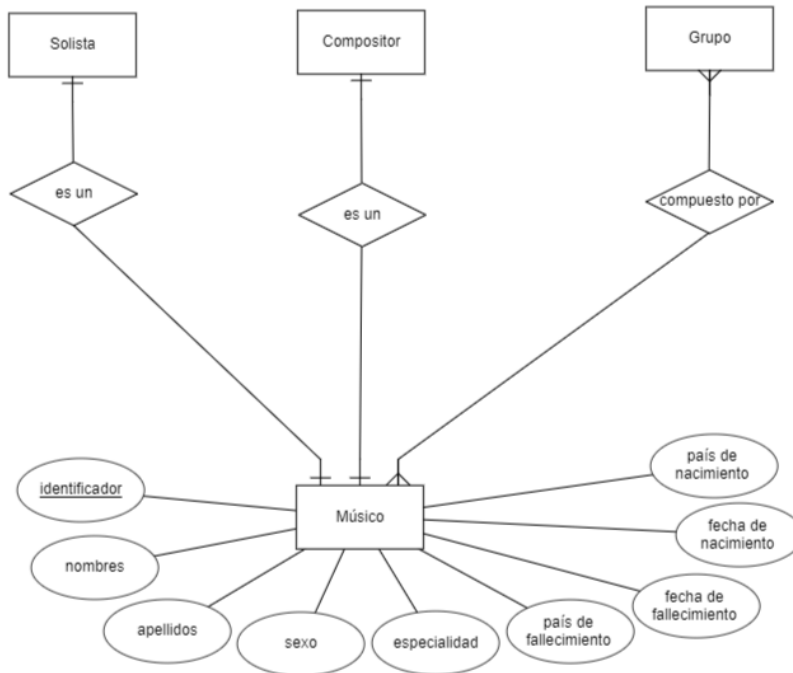 Solista
Compositor
Grupo
es un
es un
compuesto por
país de
nacimiento
identificador
Músico
fecha de
nacimiento
nombres
fecha de
fallecimiento
apellidos
sexo
especialidad
país de
fallecimiento